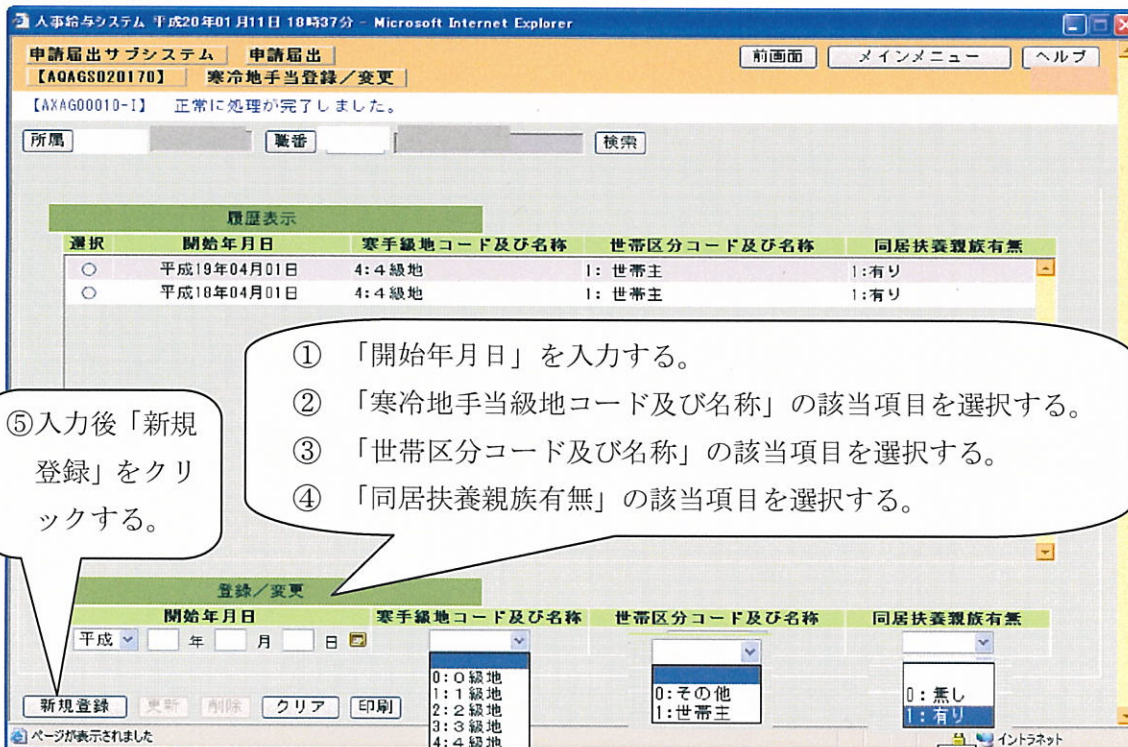 人事給与システム 平成20年01月11日 18時37分 - Microsoft Internet Explorer
申請届出サブシステム 申請届出 前画面 メインメニュー ヘルプ
【AQAGS020170】 寒冷地手当登録／変更
【AXAG00010-I】 正常に処理が完了しました。
所属 職番 検索
履歴表示
選択 開始年月日 寒手級地コード及び名称 世帯区分コード及び名称 同居扶養親族有無
平成19年04月01日 4:4級地 1:世帯主 1:有り
平成18年04月01日 4:4級地 1:世帯主 1:有り
① 「開始年月日」を入力する。
② 「寒冷地手当級地コード及び名称」の該当項目を選択する。
③ 「世帯区分コード及び名称」の該当項目を選択する。
④ 「同居扶養親族有無」の該当項目を選択する。
⑤入力後「新規
登録」をクリ
ックする。
登録／変更
開始年月日 寒手級地コード及び名称 世帯区分コード及び名称 同居扶養親族有無
平成 年 月 日
0:0級地
1:1級地
2:2級地
3:3級地
4:4級地
0:その他
1:世帯主
0:無し
1:有り
新規登録 更新 削除 クリア 印刷
ページが表示されました イントラネット